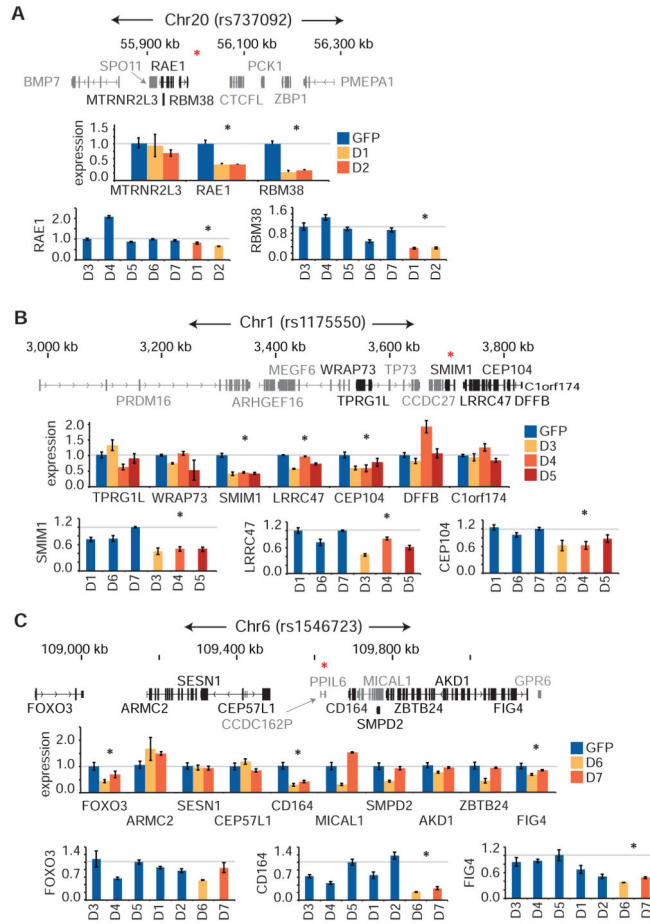 A
Chr20 (rs737092)
55,900 kb 56,100 kb 56,300 kb
*
SPO11 RAE1 PCK1
BMP7 PMEPA1
MTRNR2L3 RBM38 CTCFL ZBP1
expression
1.5
1.0
0.5
0.0
* *
GFP
D1
D2
MTRNR2L3 RAE1 RBM38
RAE1
2.0
1.0
0.0
*
D3 D4 D5 D6 D7 D1 D2
RBM38
1.5
1.0
0.0
*
D3 D4 D5 D6 D7 D1 D2
B
Chr1 (rs1175550)
3,000 kb 3,200 kb 3,400 kb 3,600 kb 3,800 kb
*
MEGF6 WRAP73 TP73 SMIM1 CEP104
C1orf174
PRDM16 ARHGEF16 TPRG1L CCDC27 LRRC47 DFFB
expression
2.0
1.5
1.0
0.5
0.0
* * *
GFP
D3
D4
D5
TPRG1L WRAP73 SMIM1 LRRC47 CEP104 DFFB C1orf174
SMIM1
1.2
0.6
0.0
*
D1 D6 D7 D3 D4 D5
LRRC47
1.2
0.6
0.0
*
D1 D6 D7 D3 D4 D5
CEP104
1.2
0.6
0.0
*
D1 D6 D7 D3 D4 D5
C
Chr6 (rs1546723)
109,000 kb 109,400 kb 109,800 kb
*
SESN1 PPIL6 MICAL1 AKD1 GPR6
FOXO3 ARMC2 CEP57L1 CD164 ZBTB24 FIG4
CCDC162P SMPD2
expression
2.0
1.5
1.0
0.5
0.0
* * *
GFP
D6
D7
FOXO3 SESN1 CD164 SMPD2 ZBTB24
ARMC2 CEP57L1 MICAL1 AKD1 FIG4
FOXO3
1.4
0.7
0.0
D3 D4 D5 D1 D2 D6 D7
CD164
1.2
0.6
0.0
*
D3 D4 D5 D1 D2 D6 D7
FIG4
1.4
0.7
0.0
*
D3 D4 D5 D1 D2 D6 D7